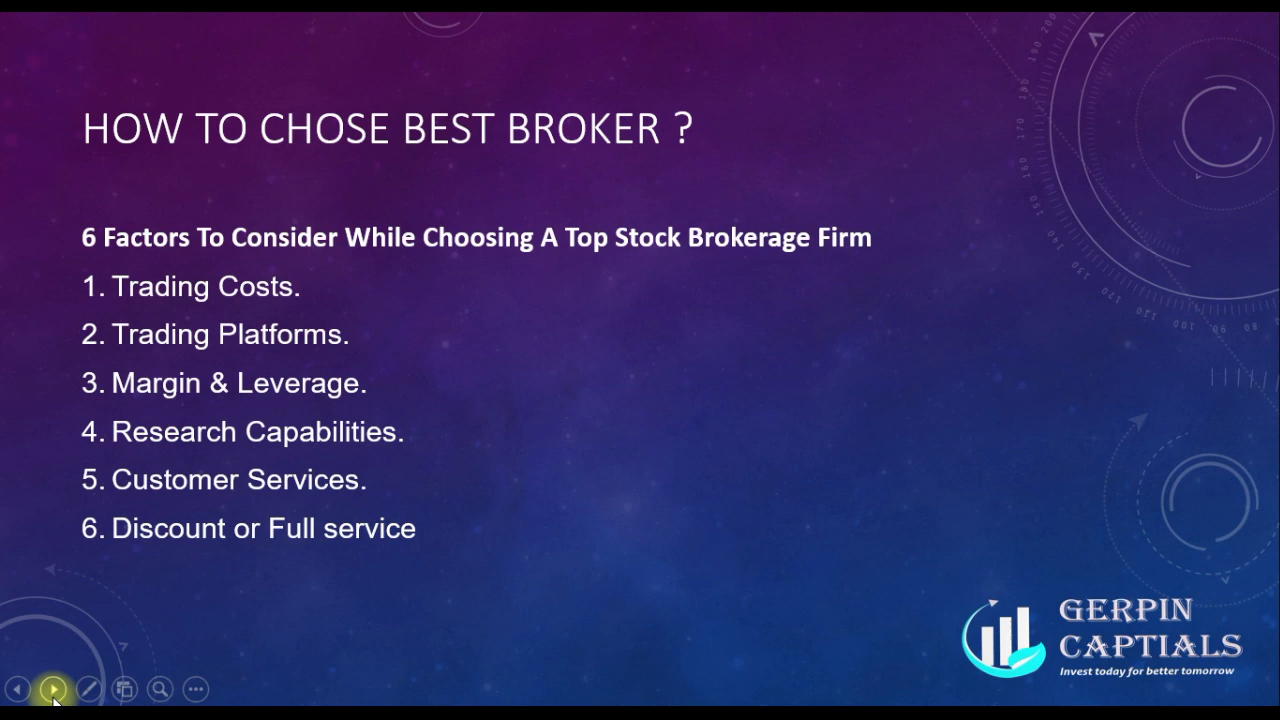 HOW TO CHOSE BEST BROKER ?
6 Factors To Consider While Choosing A Top Stock Brokerage Firm
1. Trading Costs.
2. Trading Platforms.
3. Margin & Leverage.
4. Research Capabilities.
5. Customer Services.
6. Discount or Full service
GERPIN
CAPTIALS
Invest today for better tomorrow